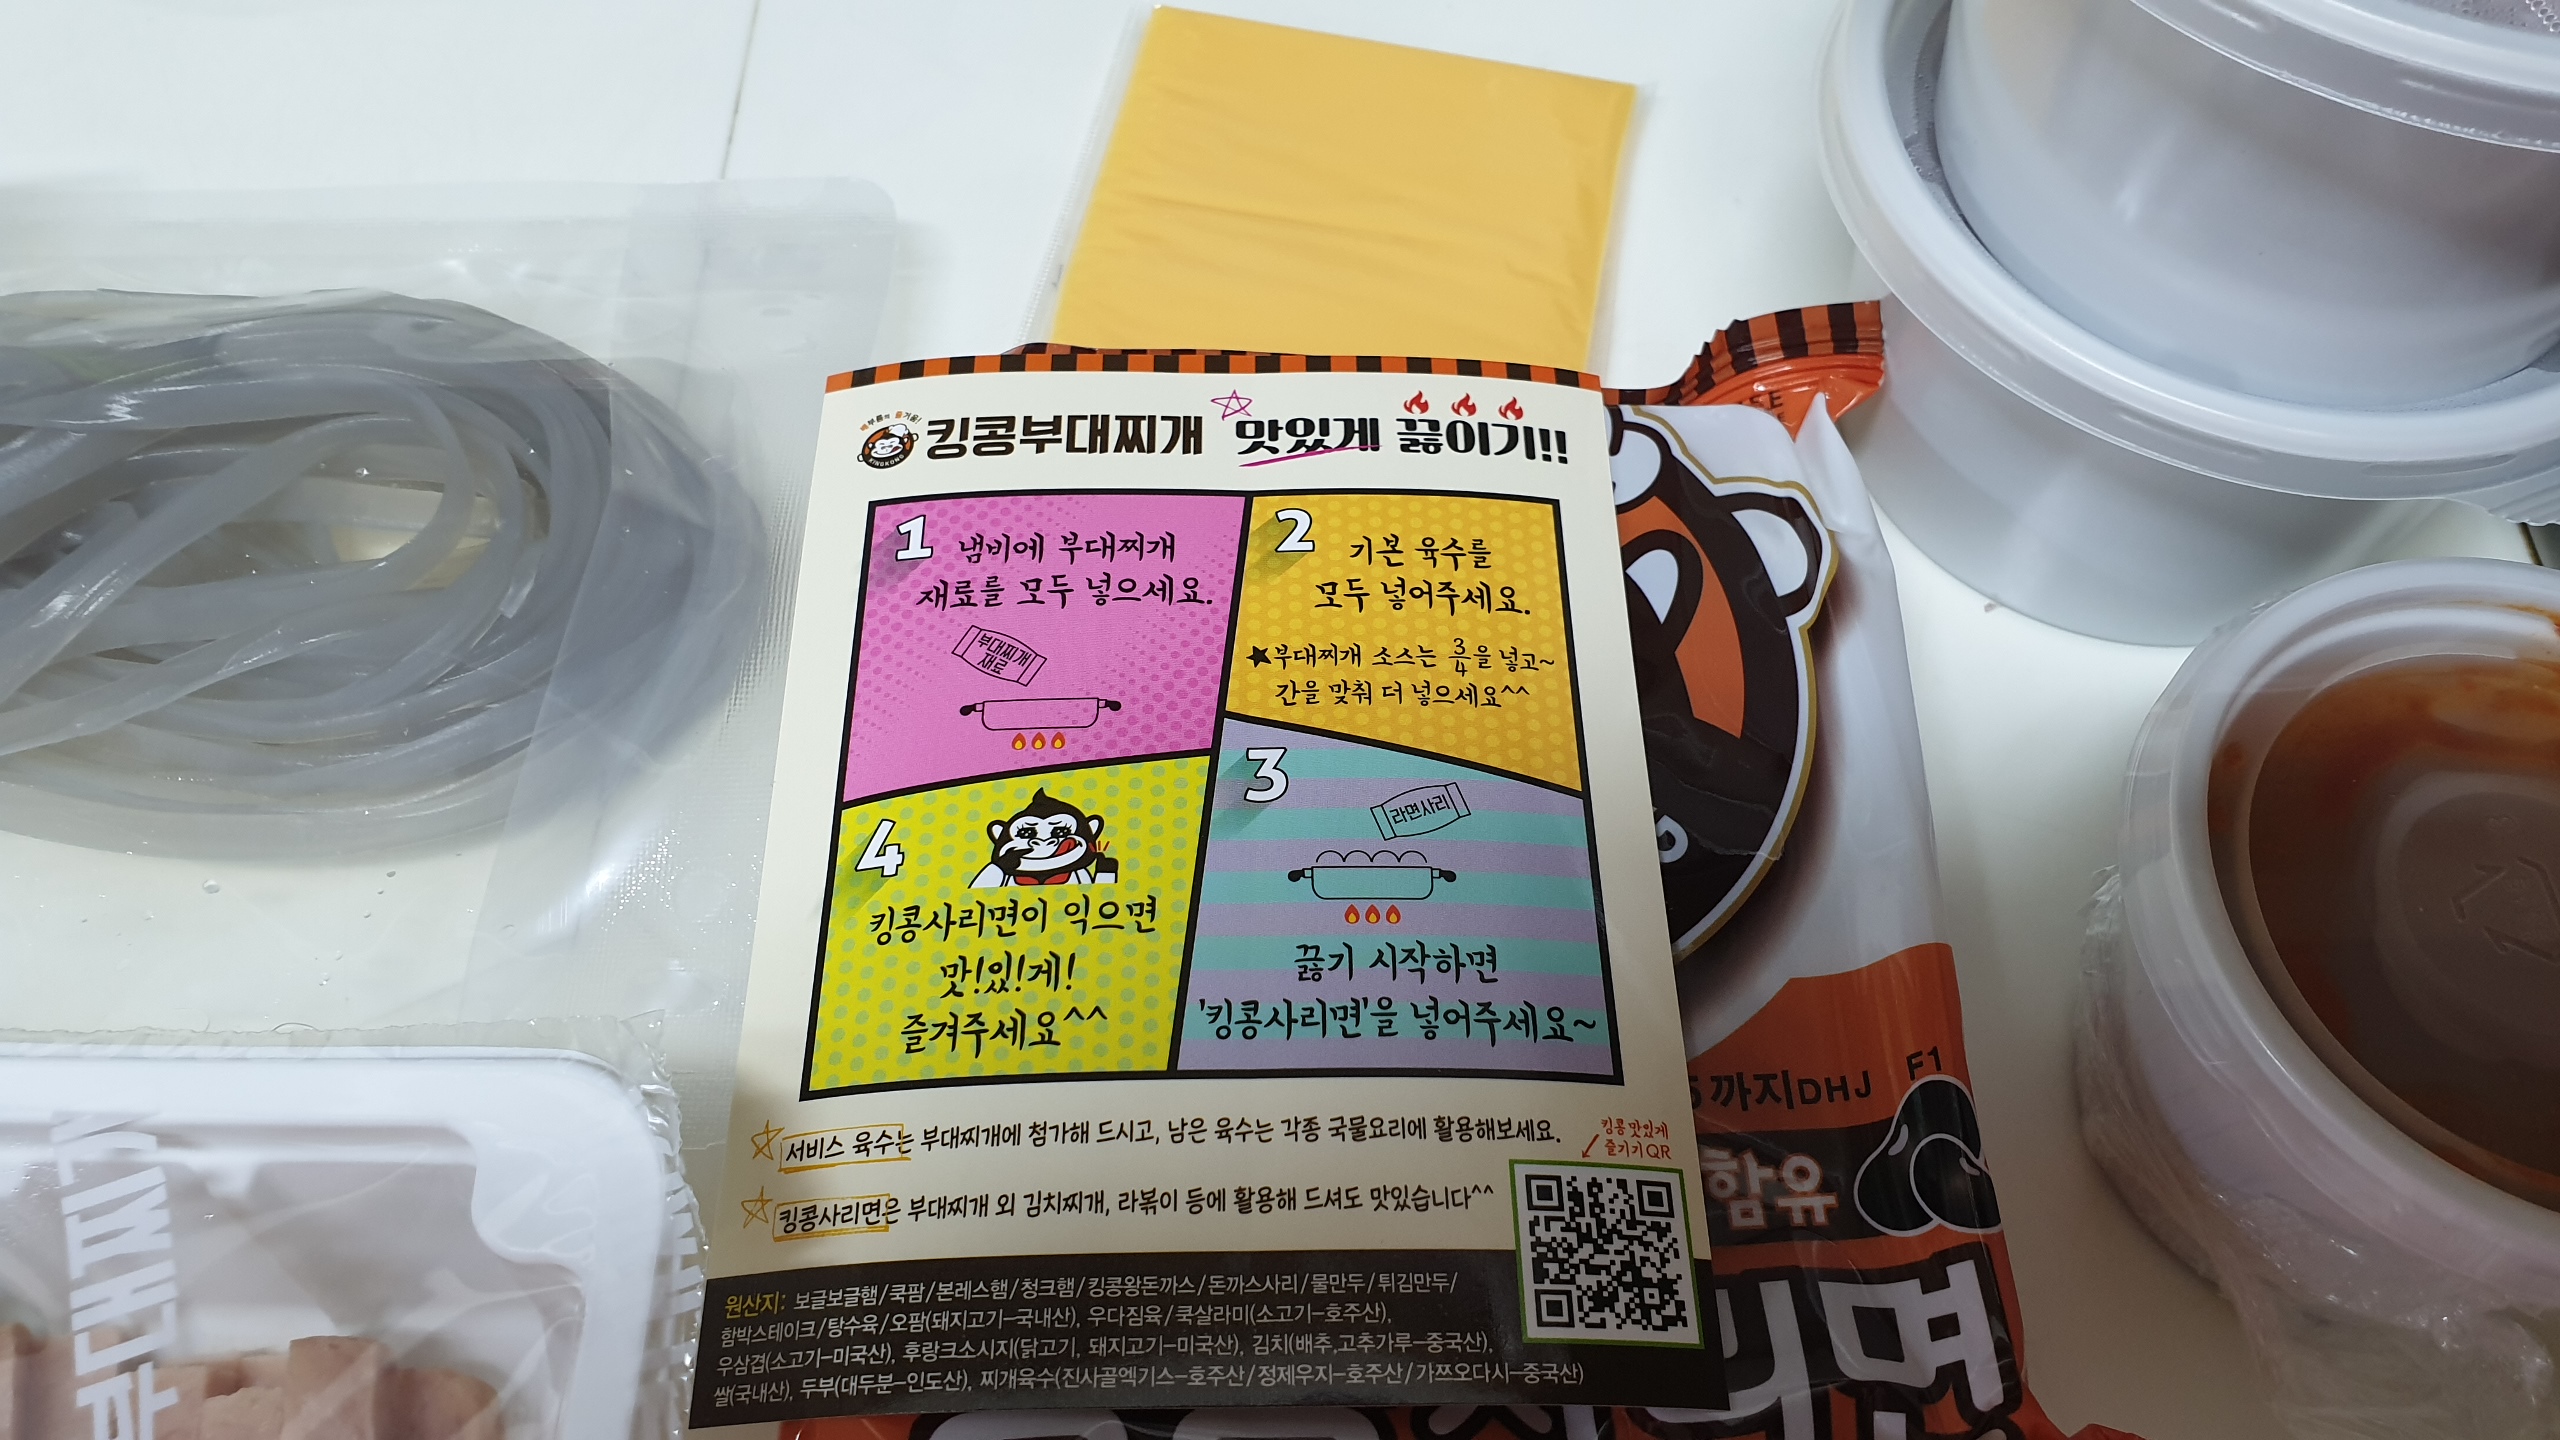 배부름의 즐거움!
KINGKONG
킹콩부대찌개 맛있게 끓이기!!
1 냄비에 부대찌개
재료를 모두 넣으세요.
부대찌개
재료
2 기본 육수를
모두 넣어주세요.
★부대찌개 소스는 3/4을 넣고~
간을 맞춰 더 넣으세요^^
3
라면사리
끓기 시작하면
'킹콩사리면'을 넣어주세요~
4
킹콩사리면이 익으면
맛!있!게!
즐겨주세요^^
서비스 육수는 부대찌개에 첨가해 드시고, 남은 육수는 각종 국물요리에 활용해보세요.
킹콩사리면은 부대찌개 외 김치찌개, 라볶이 등에 활용해 드셔도 맛있습니다^^
킹콩 맛있게
즐기기 QR
원산지: 보글보글햄/쿡팜/본레스햄/청크햄/킹콩왕돈까스/돈까스사리/물만두/튀김만두/
함박스테이크/탕수육/오팜(돼지고기–국내산), 우다짐육/쿡살라미(소고기–호주산),
우삼겹(소고기–미국산), 후랑크소시지(닭고기, 돼지고기–미국산), 김치(배추,고추가루–중국산),
쌀(국내산), 두부(대두분–인도산), 찌개육수(진사골엑기스–호주산/정제우지–호주산/가쯔오다시–중국산)
까지DHJ F1
함유
리면
부대찌개